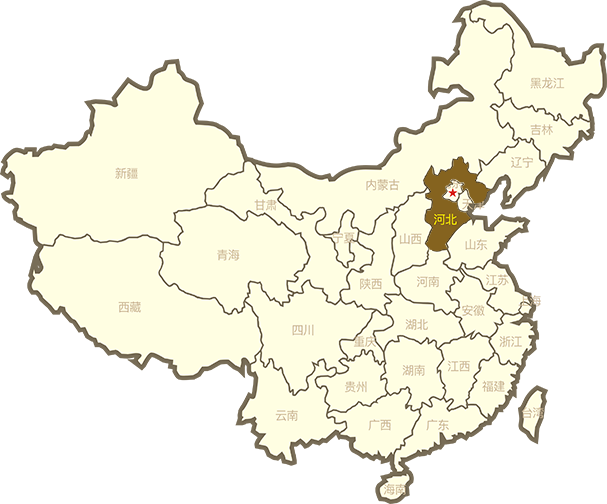 黑龙江
吉林
辽宁
新疆
内蒙古
甘肃
河北
宁夏
山西
山东
青海
陕西
河南
江苏
西藏
安徽
四川
湖北
重庆
浙江
湖南
江西
贵州
福建
云南
台湾
广西
广东
海南